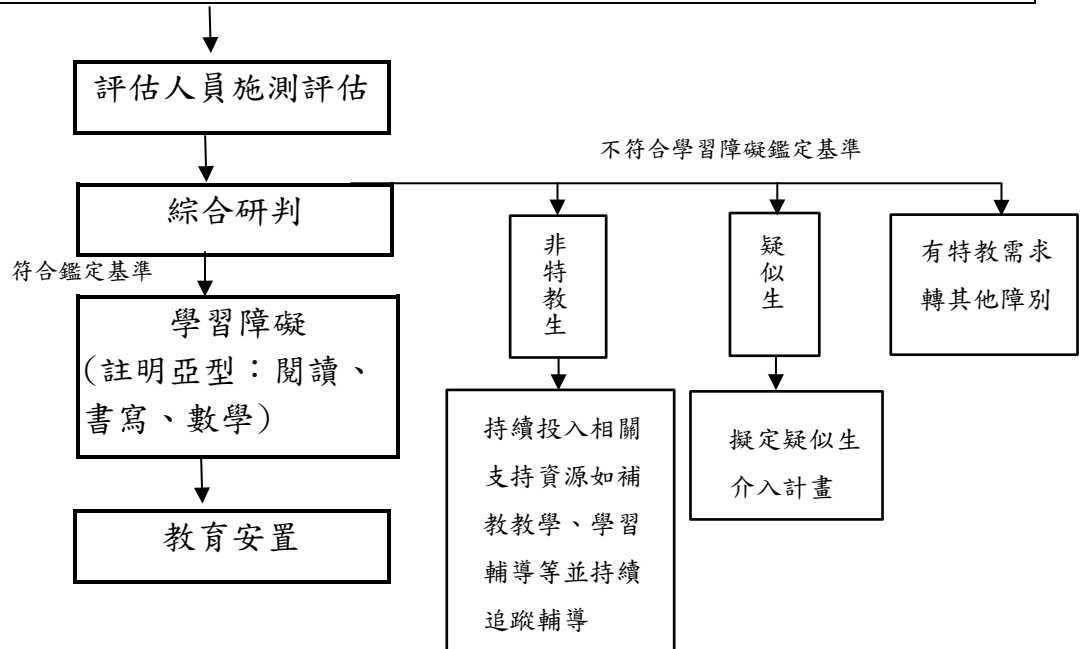 評估人員施測評估
不符合學習障礙鑑定基準
綜合研判
符合鑑定基準
學習障礙
(註明亞型：閱讀、
書寫、數學)
教育安置
非
特
教
生
持續投入相關
支持資源如補
教教學、學習
輔導等並持續
追蹤輔導
疑
似
生
擬定疑似生
介入計畫
有特教需求
轉其他障別